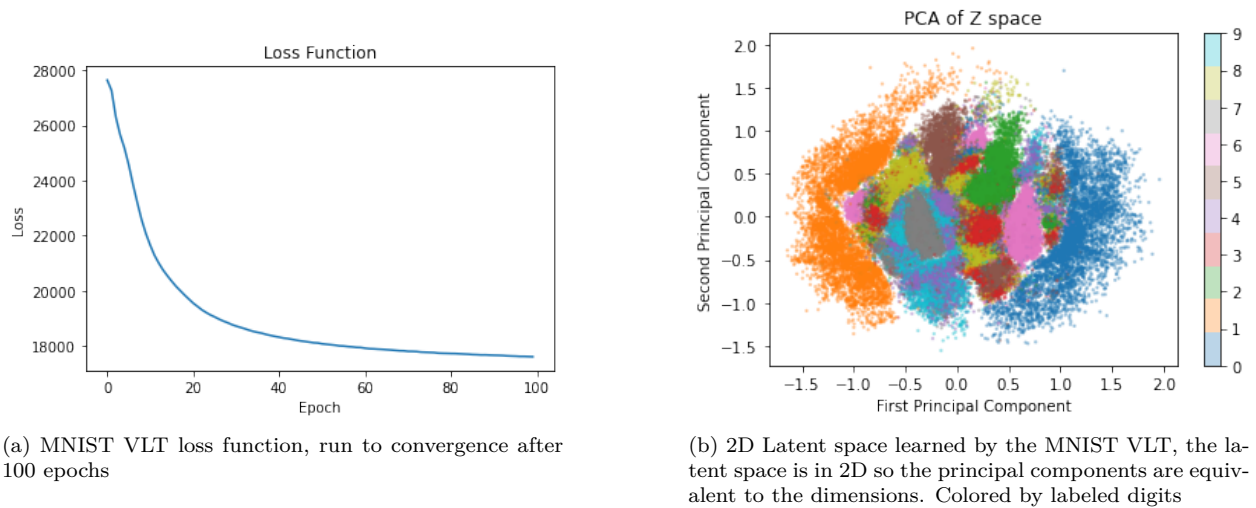 Loss Function
28000
26000
24000
22000
20000
18000
Loss
0 20 40 60 80 100
Epoch
(a) MNIST VLT loss function, run to convergence after
100 epochs
PCA of Z space
2.0
1.5
1.0
0.5
0.0
−0.5
−1.0
−1.5
Second Principal Component
−1.5 −1.0 −0.5 0.0 0.5 1.0 1.5 2.0
First Principal Component
9
8
7
6
5
4
3
2
1
0
(b) 2D Latent space learned by the MNIST VLT, the la-
tent space is in 2D so the principal components are equiv-
alent to the dimensions. Colored by labeled digits